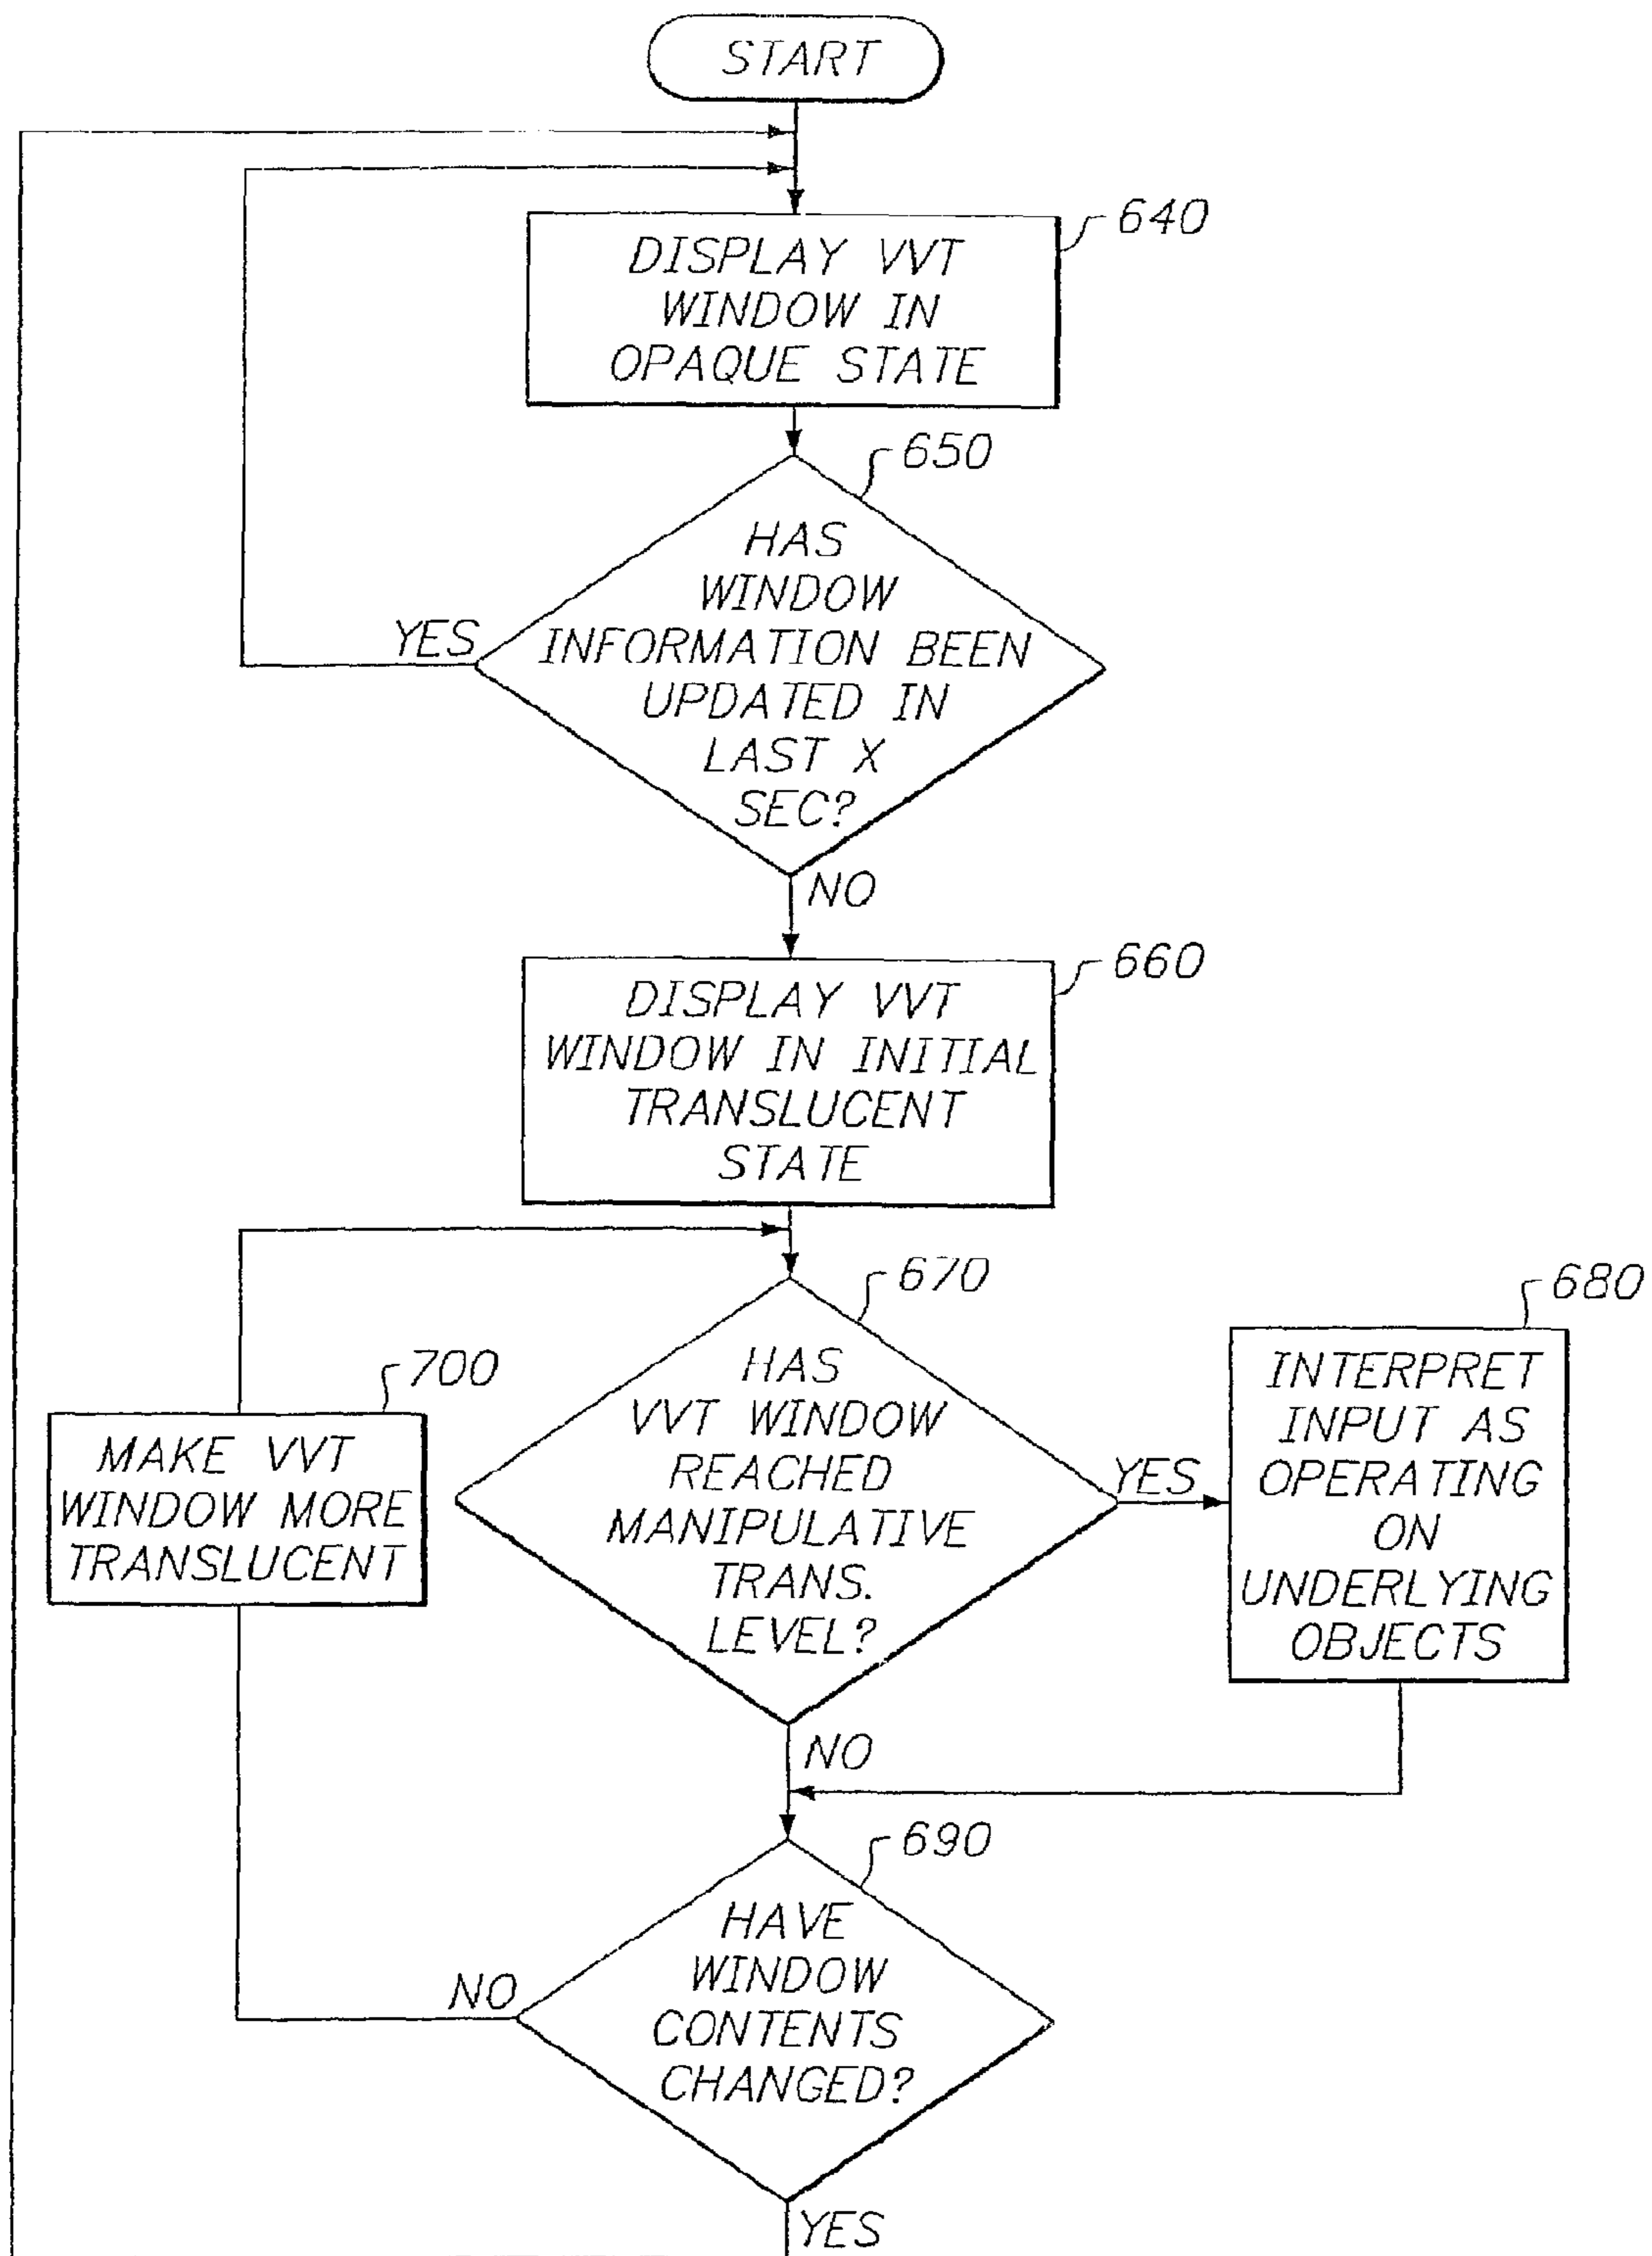 START
640
DISPLAY VVT
WINDOW IN
OPAQUE STATE
650
HAS
WINDOW
INFORMATION BEEN
UPDATED IN
LAST X
SEC?
YES
NO
660
DISPLAY VVT
WINDOW IN INITIAL
TRANSLUCENT
STATE
670
HAS
VVT WINDOW
REACHED
MANIPULATIVE
TRANS.
LEVEL?
YES
NO
680
INTERPRET
INPUT AS
OPERATING
ON
UNDERLYING
OBJECTS
700
MAKE VVT
WINDOW MORE
TRANSLUCENT
690
HAVE
WINDOW
CONTENTS
CHANGED?
NO
YES